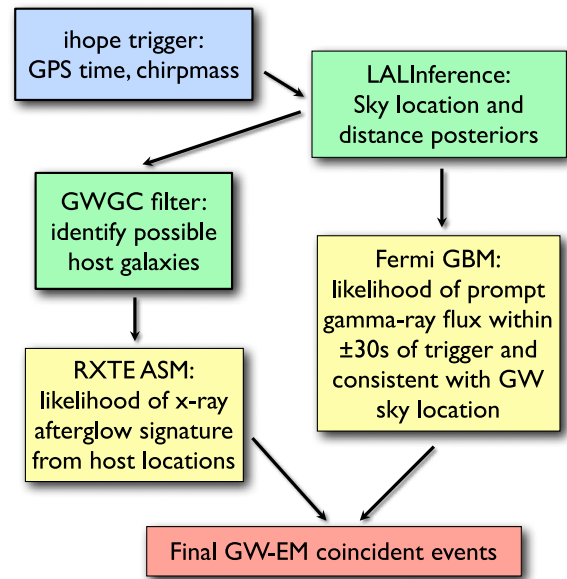 ihope trigger:
GPS time, chirpmass
LALInference:
Sky location and
distance posteriors
GWGC filter:
identify possible
host galaxies
Fermi GBM:
likelihood of prompt
gamma-ray flux within
±30s of trigger and
consistent with GW
sky location
RXTE ASM:
likelihood of x-ray
afterglow signature
from host locations
Final GW-EM coincident events